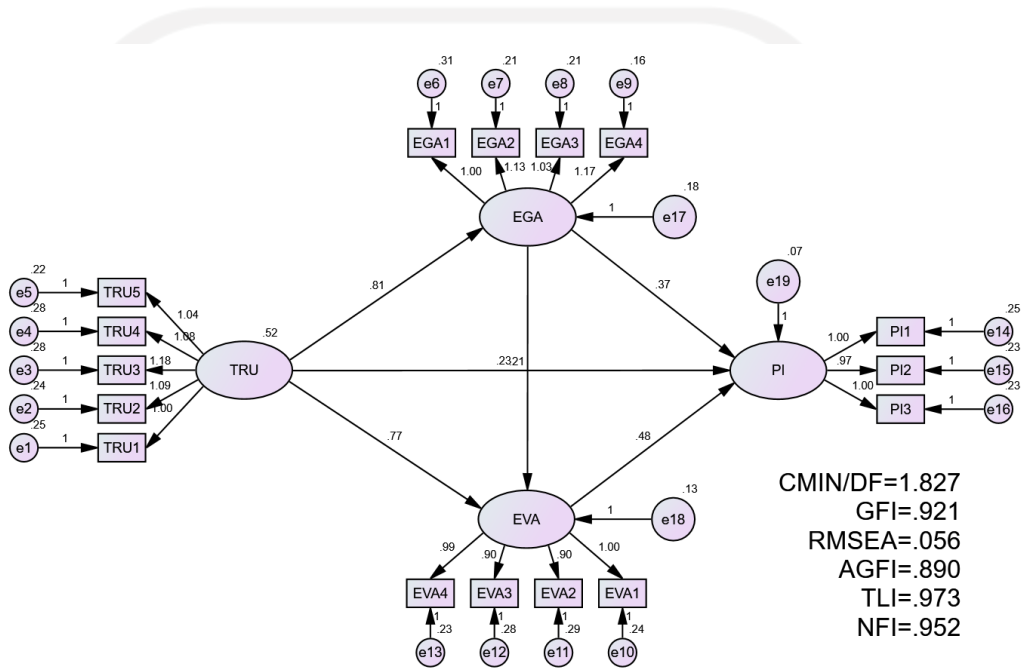 .31 .21 .21 .16
e6 e7 e8 e9
1 1 1 1
EGA1 EGA2 EGA3 EGA4
1.00 1.13 1.03 1.17
.18
EGA 1 e17
.07
e19
.81 .37
1
.22
e5 1 TRU5
1.04
.28
e4 1 TRU4
1.08
.52
.28
e3 1 TRU3 1.18 TRU
.24
e2 1 TRU2 1.09
1.00
.25
e1 1 TRU1
.23 .21
PI
.25
1.00 PI1 1 e14
.23
.97 PI2 1 e15
.23
1.00 PI3 1 e16
.77 .48
.13
EVA 1 e18
.99 .90 .90 1.00
EVA4 EVA3 EVA2 EVA1
1 1 1 1
.23 .28 .29 .24
e13 e12 e11 e10
CMIN/DF=1.827
GFI=.921
RMSEA=.056
AGFI=.890
TLI=.973
NFI=.952